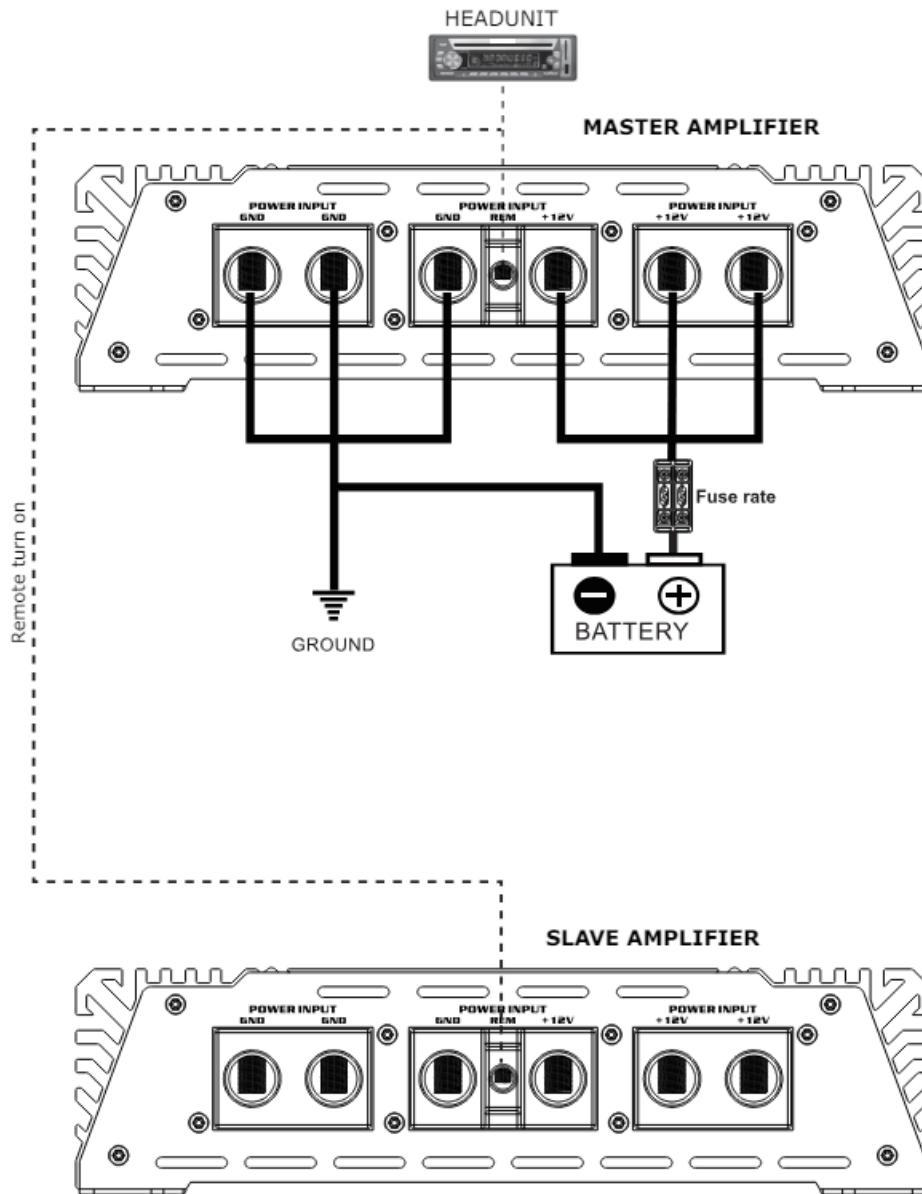 HEADUNIT
MASTER AMPLIFIER
POWER INPUT POWER INPUT POWER INPUT
GND GND GND REM +12V +12V +12V
Remote turn on
Fuse rate
BATTERY
GROUND
SLAVE AMPLIFIER
POWER INPUT POWER INPUT POWER INPUT
GND GND GND REM +12V +12V +12V